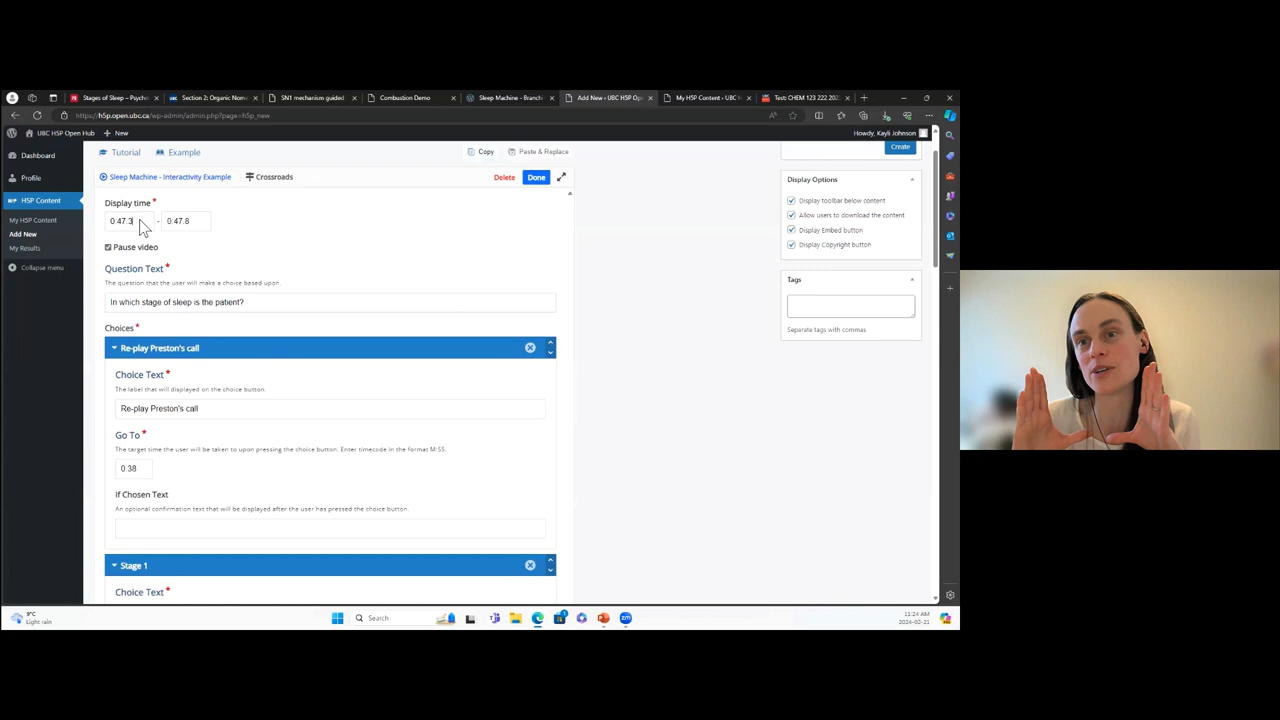 Stages of Sleep – Psych
Section 2: Organic Nom
SN1 mechanism guided
Combustion Demo
Sleep Machine - Branchi
Add New ‹ UBC H5P Op
My H5P Content ‹ UBC H
Test: CHEM 123 222 202
https://h5p.open.ubc.ca/wp-admin/admin.php?page=h5p_new
UBC H5P Open Hub
New
Howdy, Kayli Johnson
Dashboard
Profile
H5P Content
My H5P Content
Add New
My Results
Collapse menu
Tutorial
Example
Copy
Paste & Replace
Sleep Machine - Interactivity Example
Crossroads
Delete
Done
Display time *
0:47.3 - 0:47.8
Pause video
Question Text *
The question that the user will make a choice based upon.
In which stage of sleep is the patient?
Choices *
Re-play Preston's call
Choice Text *
The label that will displayed on the choice button.
Re-play Preston's call
Go To *
The target time the user will be taken to upon pressing the choice button. Enter timecode in the format M:SS.
0:38
If Chosen Text
An optional confirmation text that will be displayed after the user has pressed the choice button.
Stage 1
Choice Text *
Create
Display Options
Display toolbar below content
Allow users to download the content
Display Embed button
Display Copyright button
Tags
Separate tags with commas
9°C
Light rain
Search
11:24 AM
2024-02-21